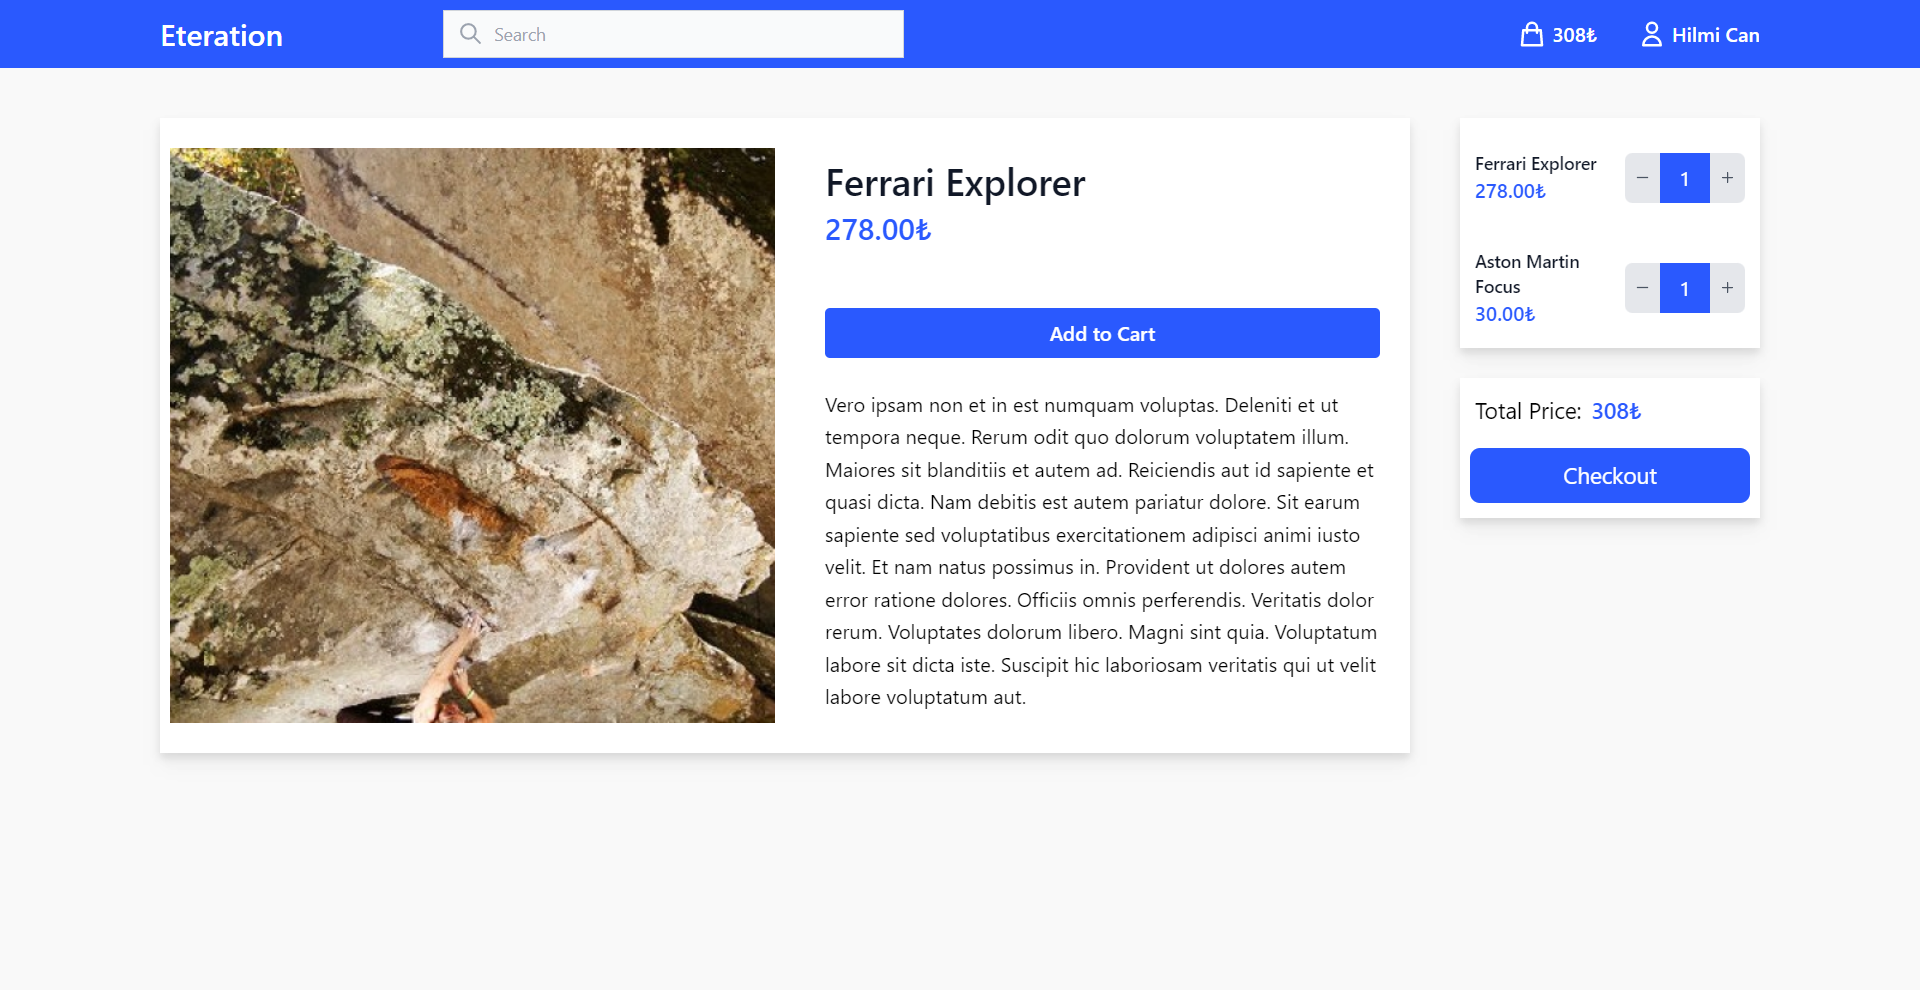 Eteration
Search
308₺
Hilmi Can
Ferrari Explorer
278.00₺
Add to Cart
Vero ipsam non et in est numquam voluptas. Deleniti et ut
tempora neque. Rerum odit quo dolorum voluptatem illum.
Maiores sit blanditiis et autem ad. Reiciendis aut id sapiente et
quasi dicta. Nam debitis est autem pariatur dolore. Sit earum
sapiente sed voluptatibus exercitationem adipisci animi iusto
velit. Et nam natus possimus in. Provident ut dolores autem
error ratione dolores. Officiis omnis perferendis. Veritatis dolor
rerum. Voluptates dolorum libero. Magni sint quia. Voluptatum
labore sit dicta iste. Suscipit hic laboriosam veritatis qui ut velit
labore voluptatum aut.
Ferrari Explorer
278.00₺
− 1 +
Aston Martin
Focus
30.00₺
− 1 +
Total Price: 308₺
Checkout